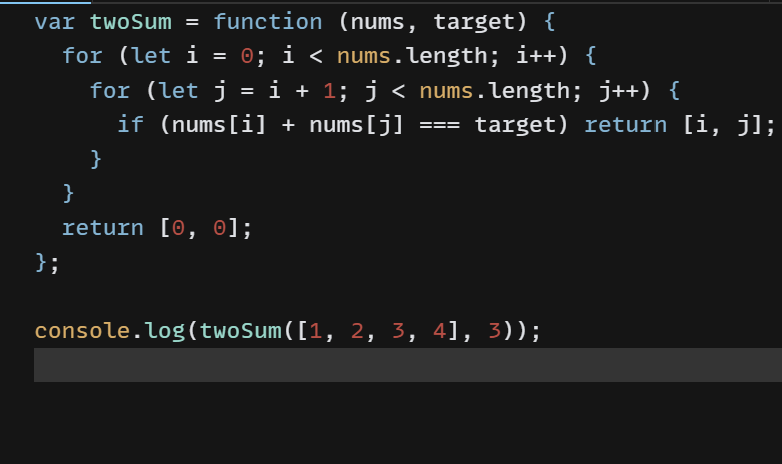 var twoSum = function (nums, target) {
  for (let i = 0; i < nums.length; i++) {
    for (let j = i + 1; j < nums.length; j++) {
      if (nums[i] + nums[j] === target) return [i, j];
    }
  }
  return [0, 0];
};

console.log(twoSum([1, 2, 3, 4], 3));